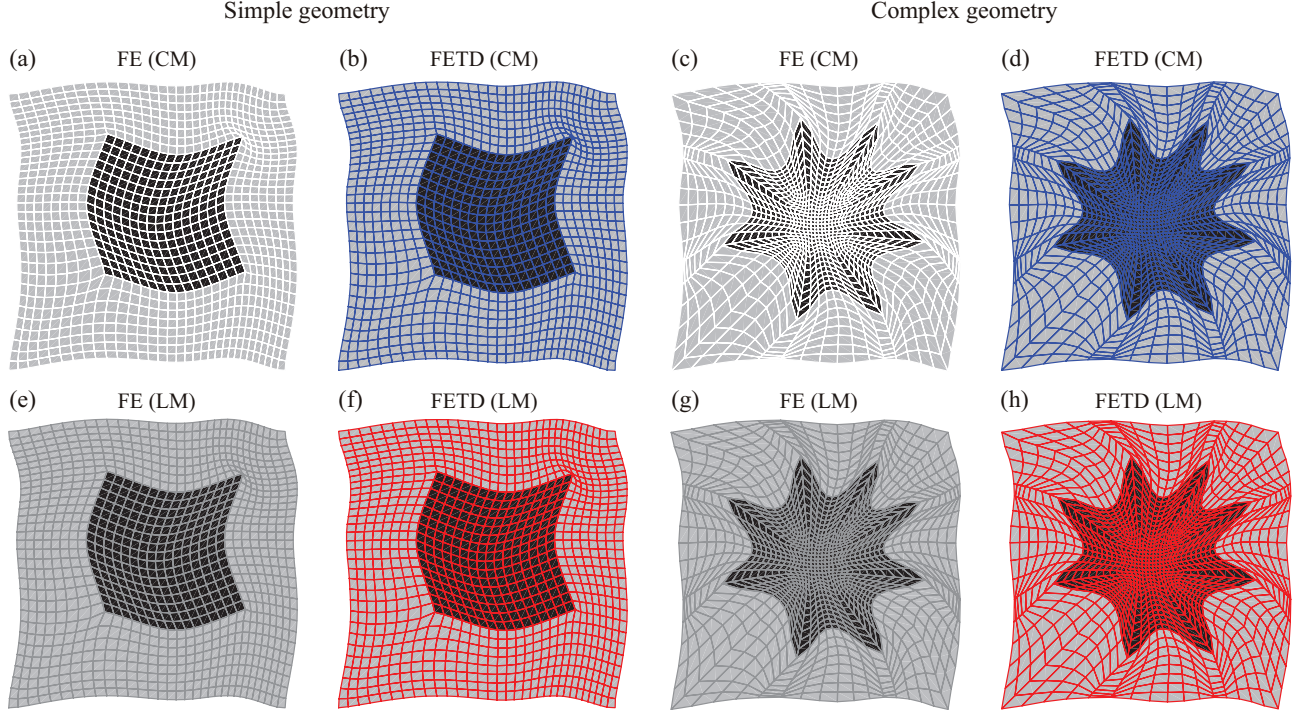 Simple geometry
Complex geometry
(a) FE (CM)
(b) FETD (CM)
(c) FE (CM)
(d) FETD (CM)
(e) FE (LM)
(f) FETD (LM)
(g) FE (LM)
(h) FETD (LM)